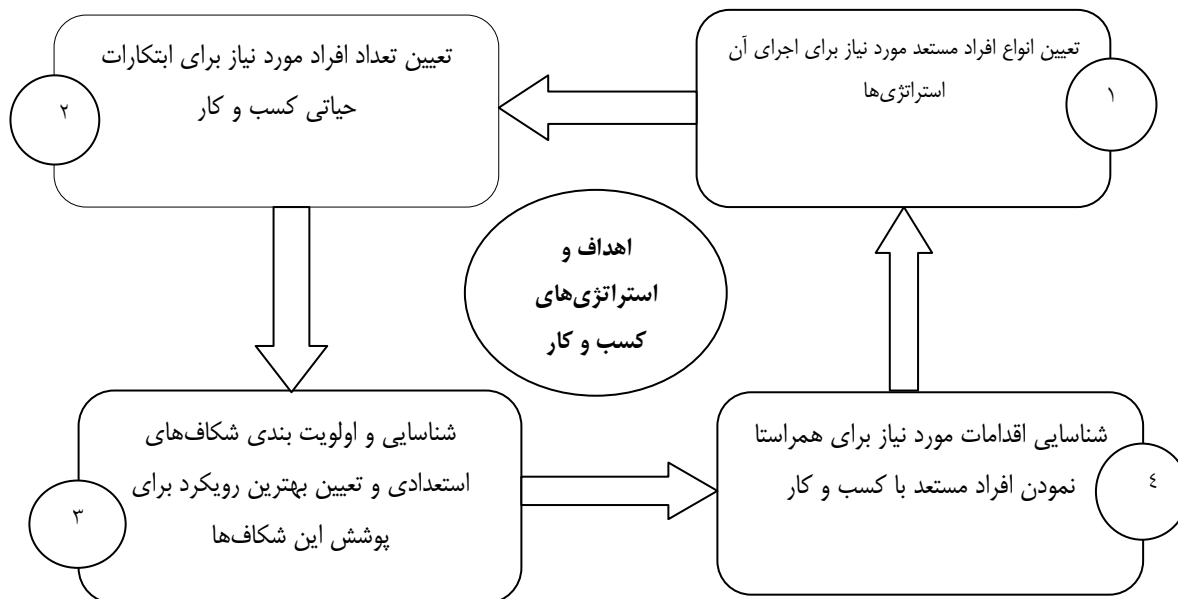 تعیین انواع افراد مستعد مورد نیاز برای اجرای آن
استراتژی‌ها
۱
تعیین تعداد افراد مورد نیاز برای ابتکارات
حیاتی کسب و کار
۲
اهداف و
استراتژی‌های
کسب و کار
شناسایی و اولویت بندی شکاف‌های
استعدادی و تعیین بهترین رویکرد برای
پوشش این شکاف‌ها
۳
شناسایی اقدامات مورد نیاز برای همراستا
نمودن افراد مستعد با کسب و کار
٤